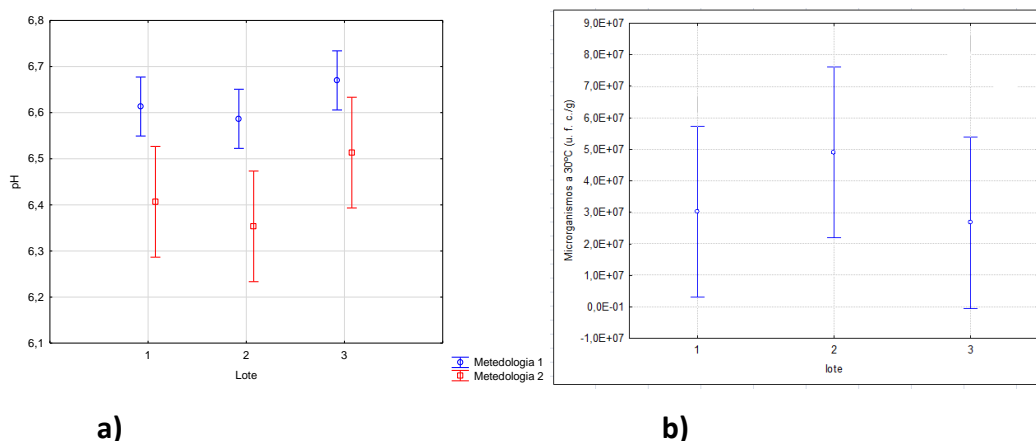 6,8
6,7
6,6
6,5
6,4
6,3
6,2
6,1
pH
1 2 3
Lote
Metedologia 1
Metedologia 2
a)
9,0E+07
8,0E+07
7,0E+07
6,0E+07
5,0E+07
4,0E+07
3,0E+07
2,0E+07
1,0E+07
0,0E-01
-1,0E+07
Microrganismos a 30ºC (u. f. c./g)
1 2 3
lote
b)